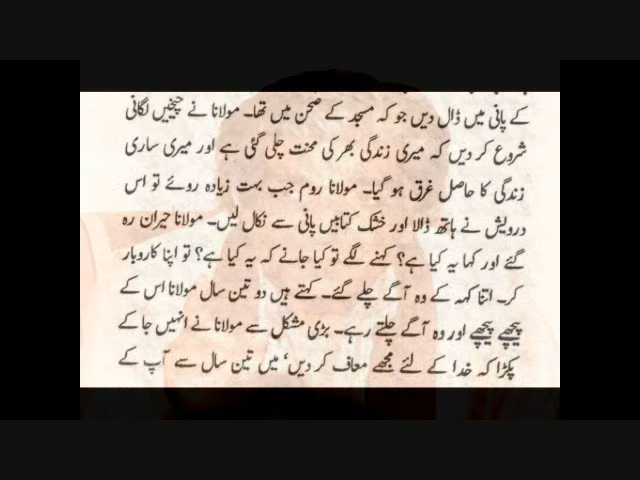 کے پانی میں ڈال دیں جو کہ مسجد کے صحن میں تھا۔ مولانا نے چیخیں لگانی
شروع کر دیں کہ میری زندگی بھر کی محنت چلی گئی ہے اور میری ساری
زندگی کا حاصل غرق ہو گیا۔ مولانا روم جب بہت زیادہ روئے تو اس
درویش نے ہاتھ ڈالا اور خشک کتابیں پانی سے نکال لیں۔ مولانا حیران رہ
گئے اور کہا یہ کیا ہے؟ کہنے لگے تو کیا جانے کہ یہ کیا ہے؟ تو اپنا کاروبار
کر۔ اتنا کہہ کے وہ آگے چلے گئے۔ کہتے ہیں دو تین سال مولانا اس کے
پیچھے پیچھے اور وہ آگے چلتے رہے۔ بڑی مشکل سے مولانا نے انہیں جا کے
پکڑا کہ خدا کے لئے مجھے معاف کر دیں‘ میں تین سال سے آپ کے